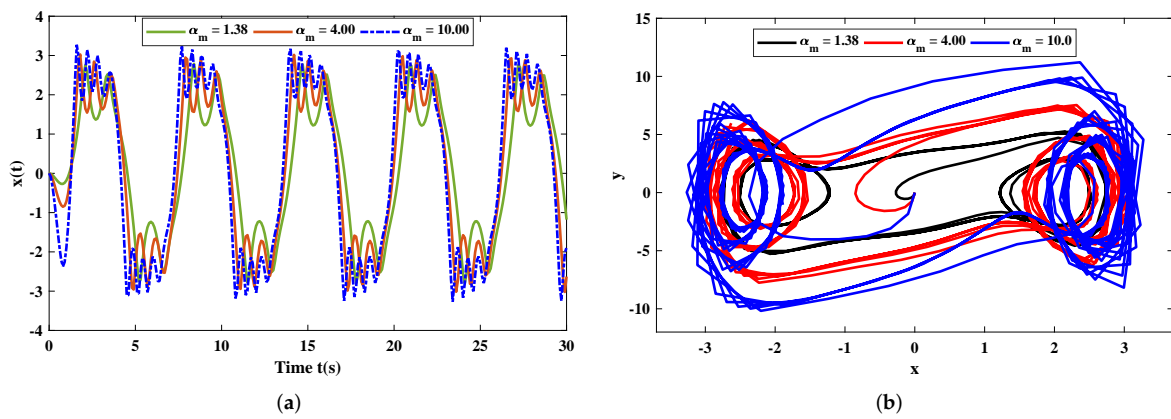 α_m = 1.38 α_m = 4.00 α_m = 10.00
4
3
2
1
0
-1
-2
-3
-4
x(t)
0 5 10 15 20 25 30
Time t(s)
(a)
α_m = 1.38 α_m = 4.00 α_m = 10.0
15
10
5
0
-5
-10
y
-3 -2 -1 0 1 2 3
x
(b)